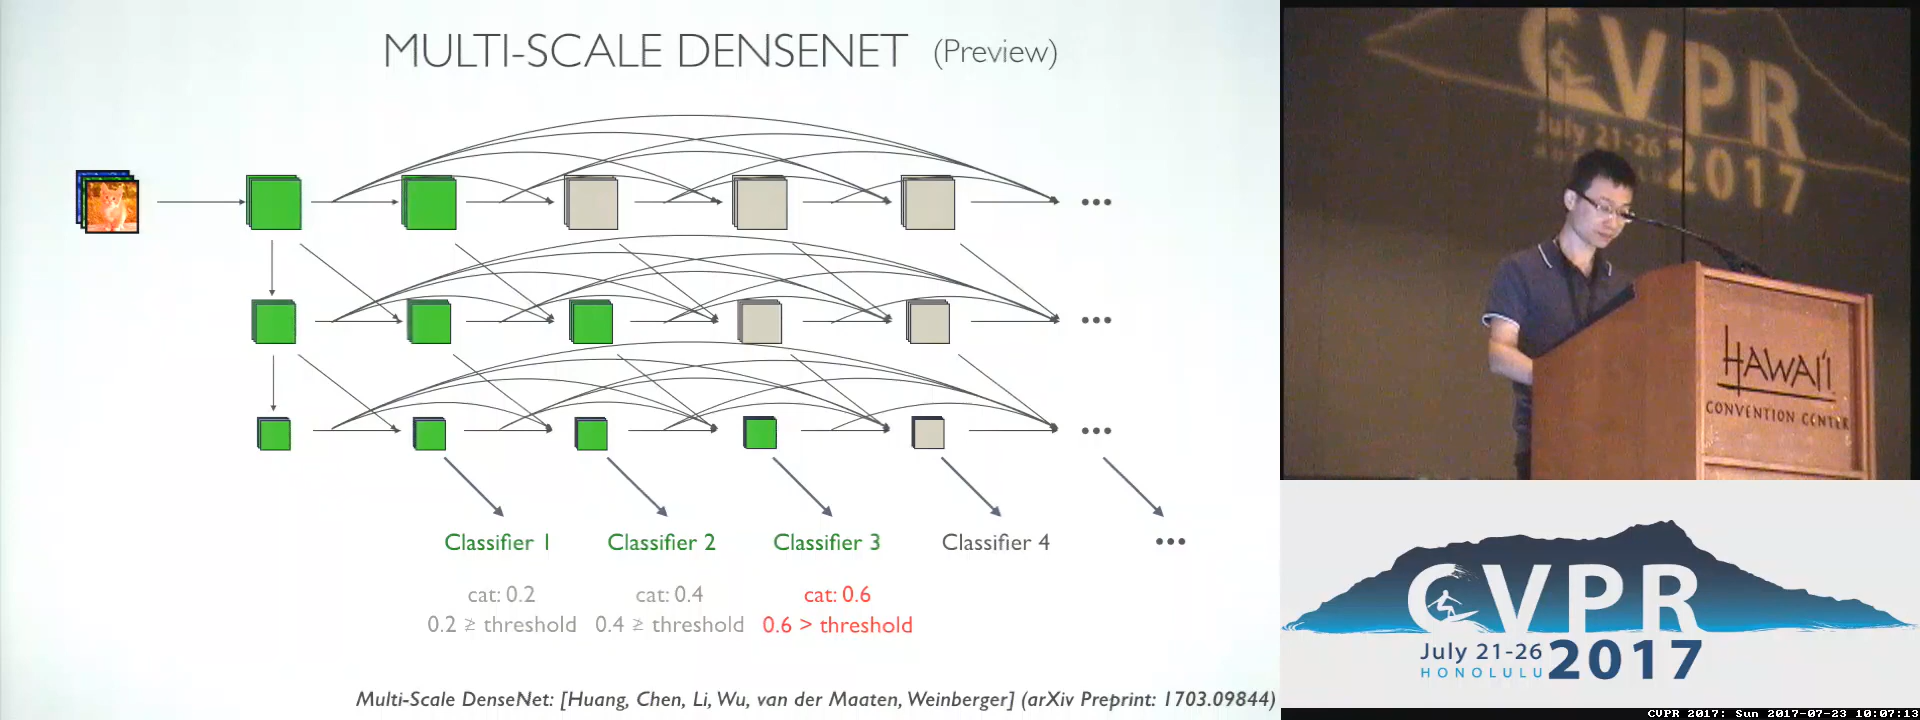 MULTI-SCALE DENSENET (Preview)
Classifier 1
Classifier 2
Classifier 3
Classifier 4
cat: 0.2
cat: 0.4
cat: 0.6
0.2 ≱ threshold
0.4 ≱ threshold
0.6 > threshold
Multi-Scale DenseNet: [Huang, Chen, Li, Wu, van der Maaten, Weinberger] (arXiv Preprint: 1703.09844)
CVPR
July 21-26
2017
HAWAI'I
CONVENTION CENTER
CVPR
July 21-26
HONOLULU
2017
CVPR 2017: Sun 2017-07-23 10:07:13